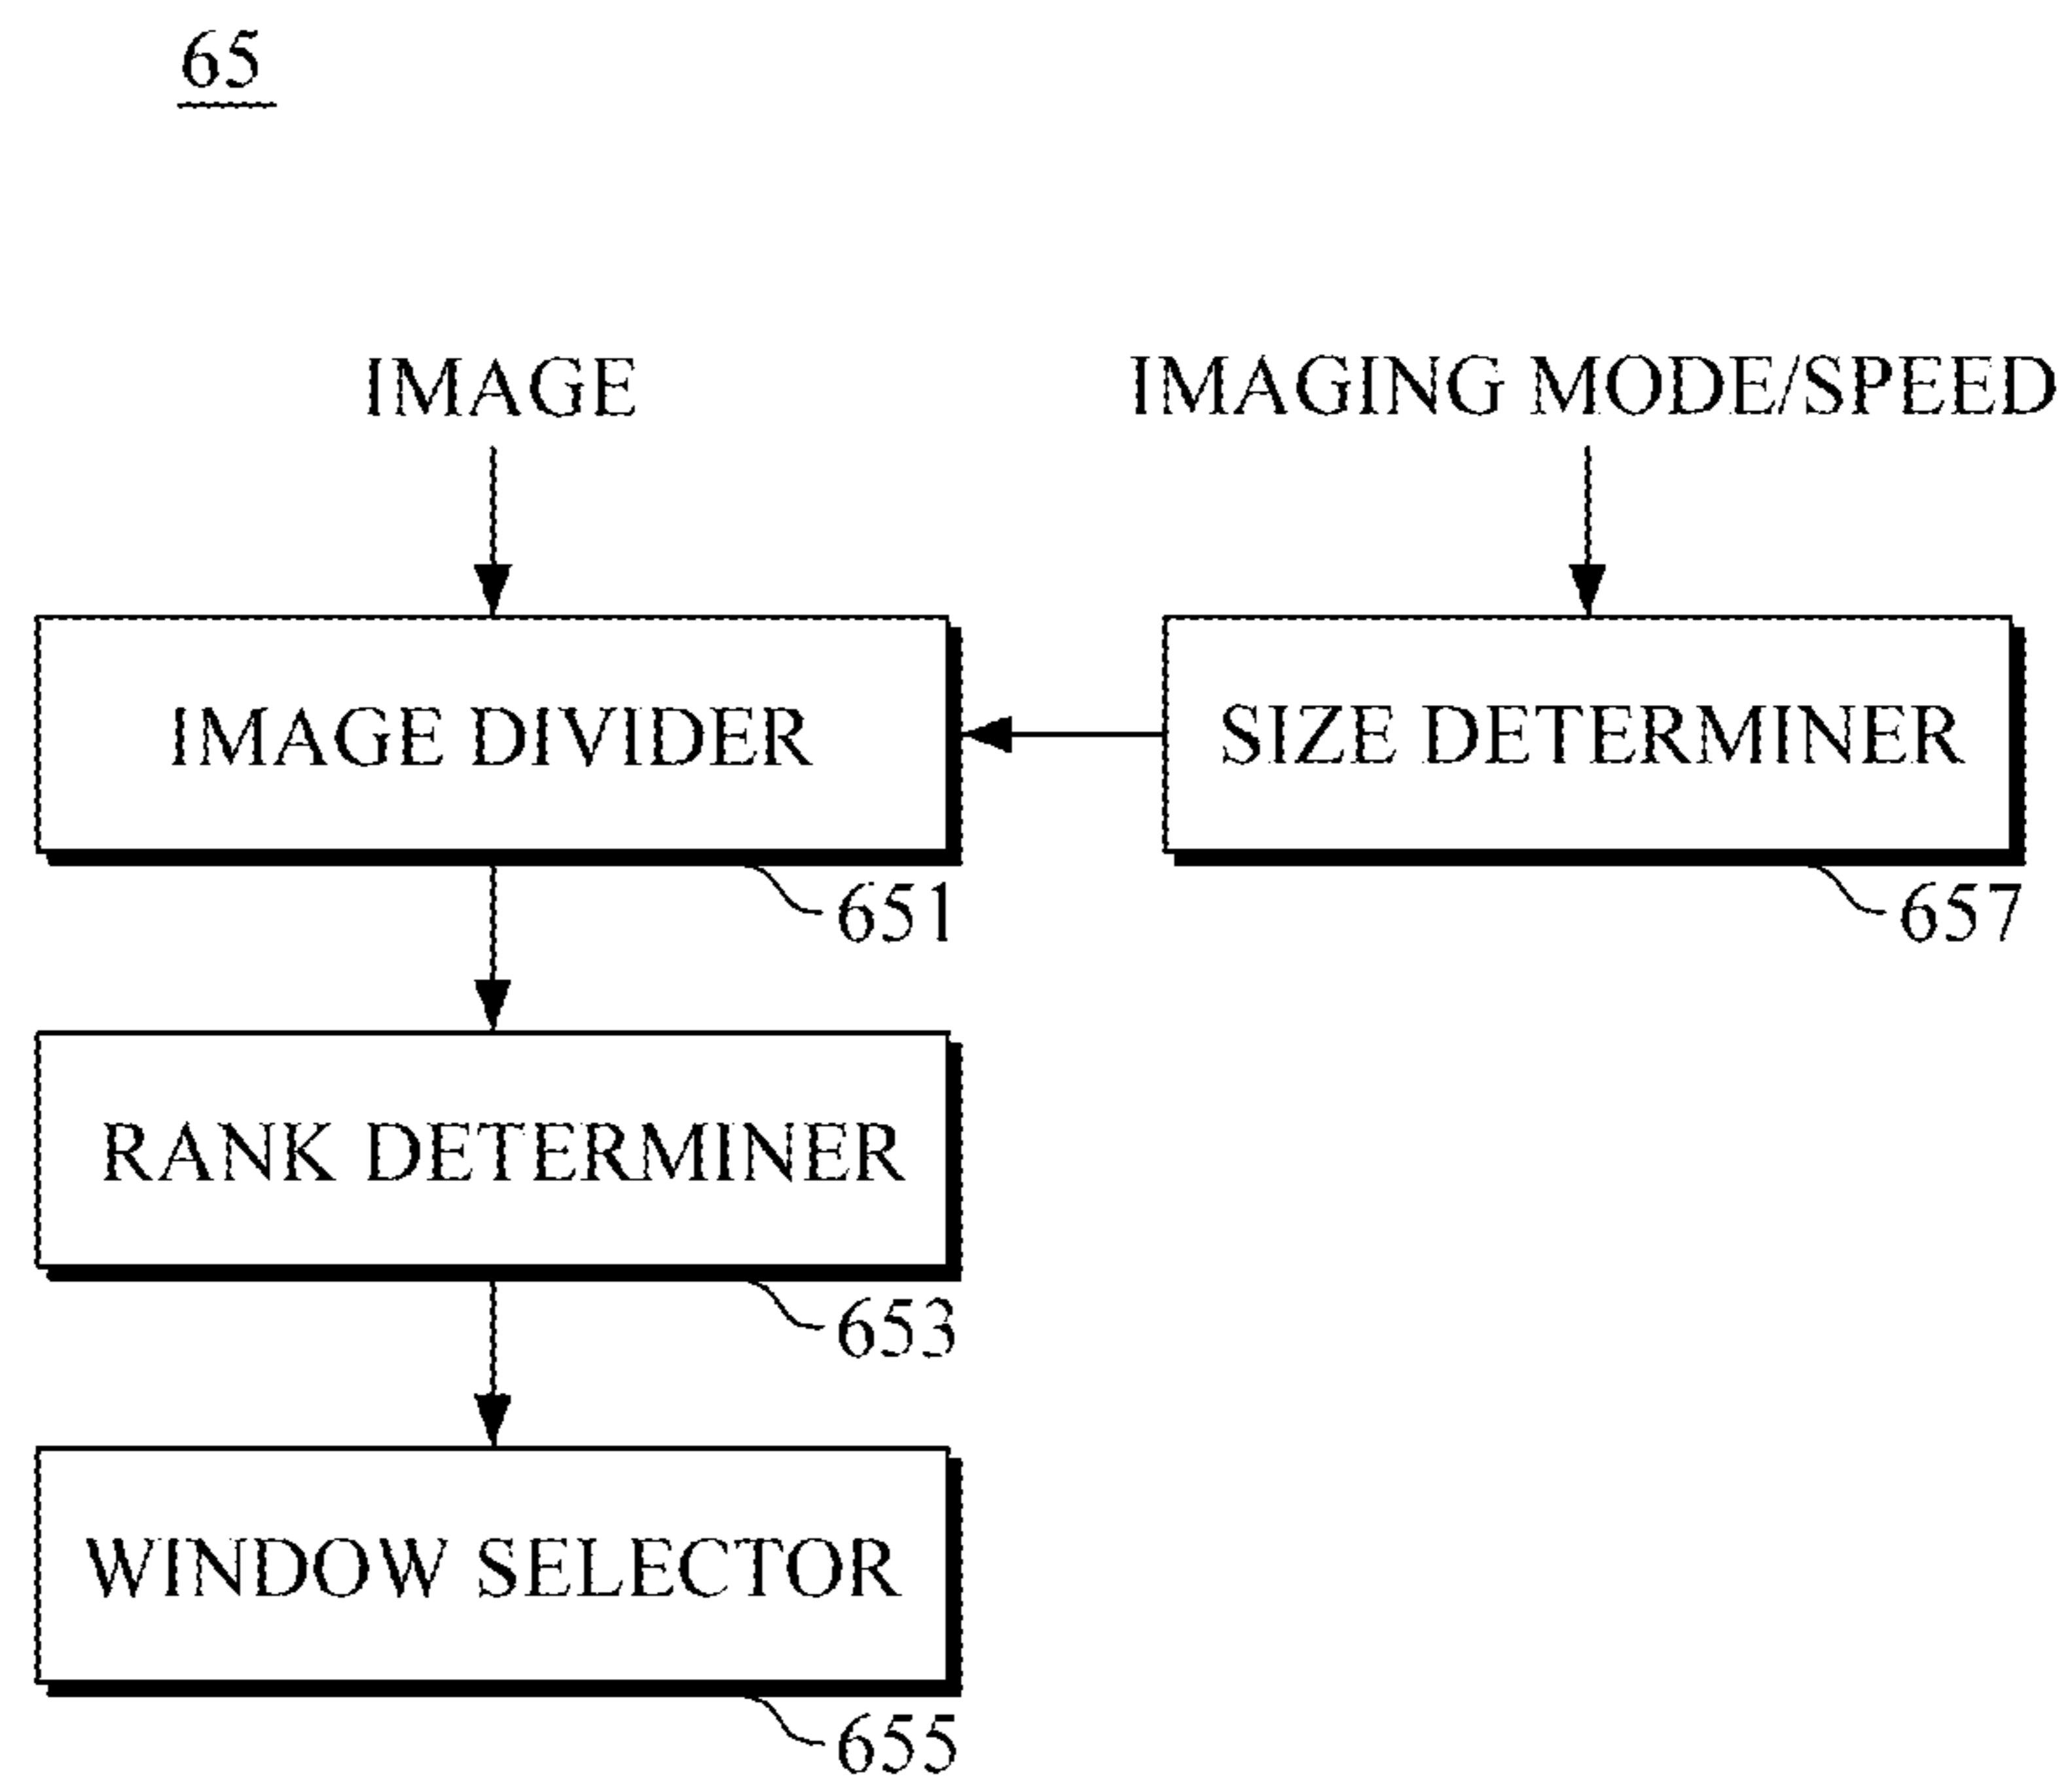 65
IMAGE
IMAGING MODE/SPEED
IMAGE DIVIDER
SIZE DETERMINER
651
657
RANK DETERMINER
653
WINDOW SELECTOR
655